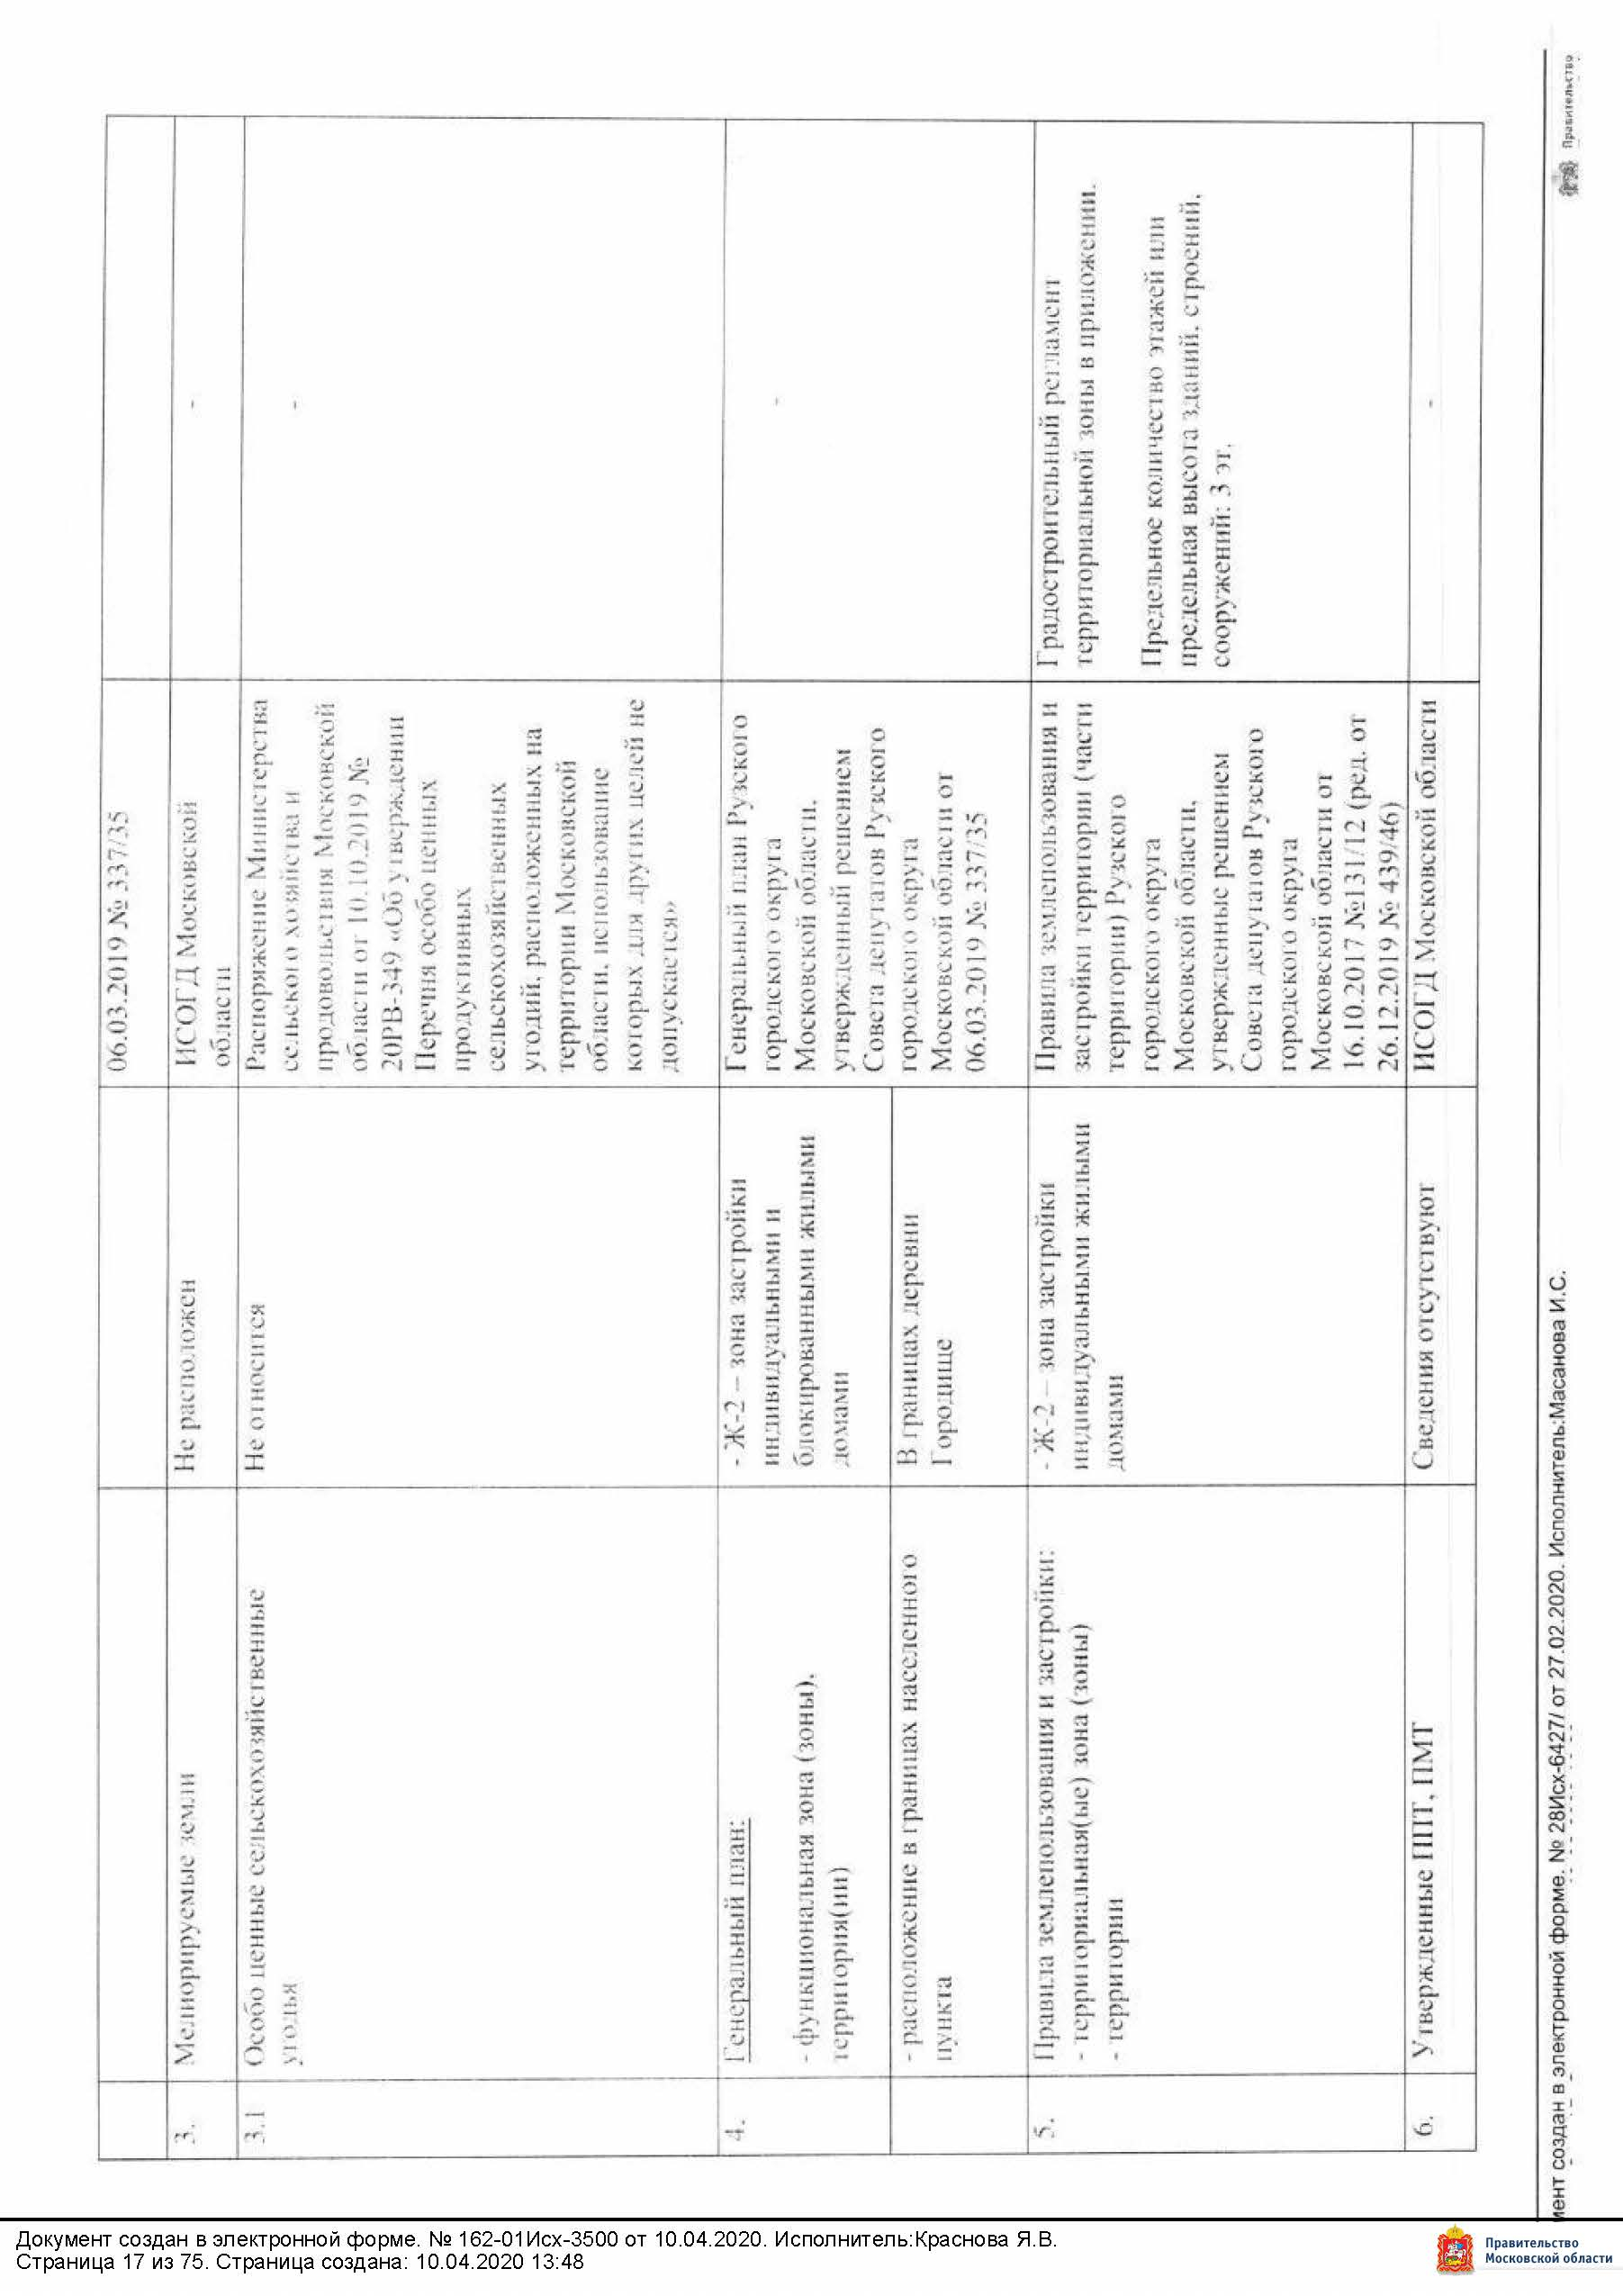 06.03.2019 № 337/35
3.
Мелиорируемые земли
Не расположен
ИСОГД Московской
области
-
3.1
Особо ценные сельскохозяйственные
угодья
Не относится
Распоряжение Министерства
сельского хозяйства и
продовольствия Московской
области от 10.10.2019 №
20РВ-349 «Об утверждении
Перечня особо ценных
продуктивных
сельскохозяйственных
угодий, расположенных на
территории Московской
области, использование
которых для других целей не
допускается»
-
4.
Генеральный план:
- функциональная зона (зоны),
территория(ии)
- Ж-2 – зона застройки
индивидуальными и
блокированными жилыми
домами
Генеральный план Рузского
городского округа
Московской области,
утвержденный решением
Совета депутатов Рузского
городского округа
Московской области от
06.03.2019 № 337/35
-
- расположение в границах населенного
пункта
В границах деревни
Городище
5.
Правила землепользования и застройки:
- территориальная(ые) зона (зоны)
- территории
- Ж-2 – зона застройки
индивидуальными жилыми
домами
Правила землепользования и
застройки территории (части
территории) Рузского
городского округа
Московской области,
утвержденные решением
Совета депутатов Рузского
городского округа
Московской области от
16.10.2017 №131/12 (ред. от
26.12.2019 № 439/46)
Градостроительный регламент
территориальной зоны в приложении.
Предельное количество этажей или
предельная высота зданий, строений,
сооружений: 3 эт.
6.
Утвержденные ППТ, ПМТ
Сведения отсутствуют
ИСОГД Московской области
-
мент создан в электронной форме. № 28Исх-6427/ от 27.02.2020. Исполнитель:Масанова И.С.
Правительство
Документ создан в электронной форме. № 162-01Исх-3500 от 10.04.2020. Исполнитель:Краснова Я.В.
Страница 17 из 75. Страница создана: 10.04.2020 13:48
Правительство
Московской области